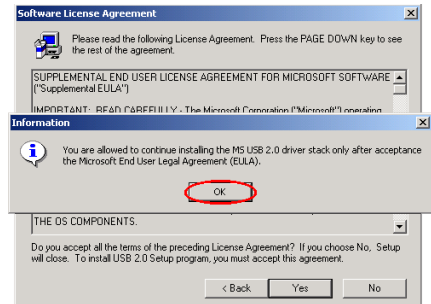 Software License Agreement
Please read the following License Agreement. Press the PAGE DOWN key to see
the rest of the agreement.
SUPPLEMENTAL END USER LICENSE AGREEMENT FOR MICROSOFT SOFTWARE
("Supplemental EULA")
IMPORTANT: READ CAREFULLY - The Microsoft Corporation ("Microsoft") operating
Information
You are allowed to continue installing the MS USB 2.0 driver stack only after acceptance
the Microsoft End User Legal Agreement (EULA).
OK
THE OS COMPONENTS.
Do you accept all the terms of the preceding License Agreement? If you choose No, Setup
will close. To install USB 2.0 Setup program, you must accept this agreement.
< Back
Yes
No